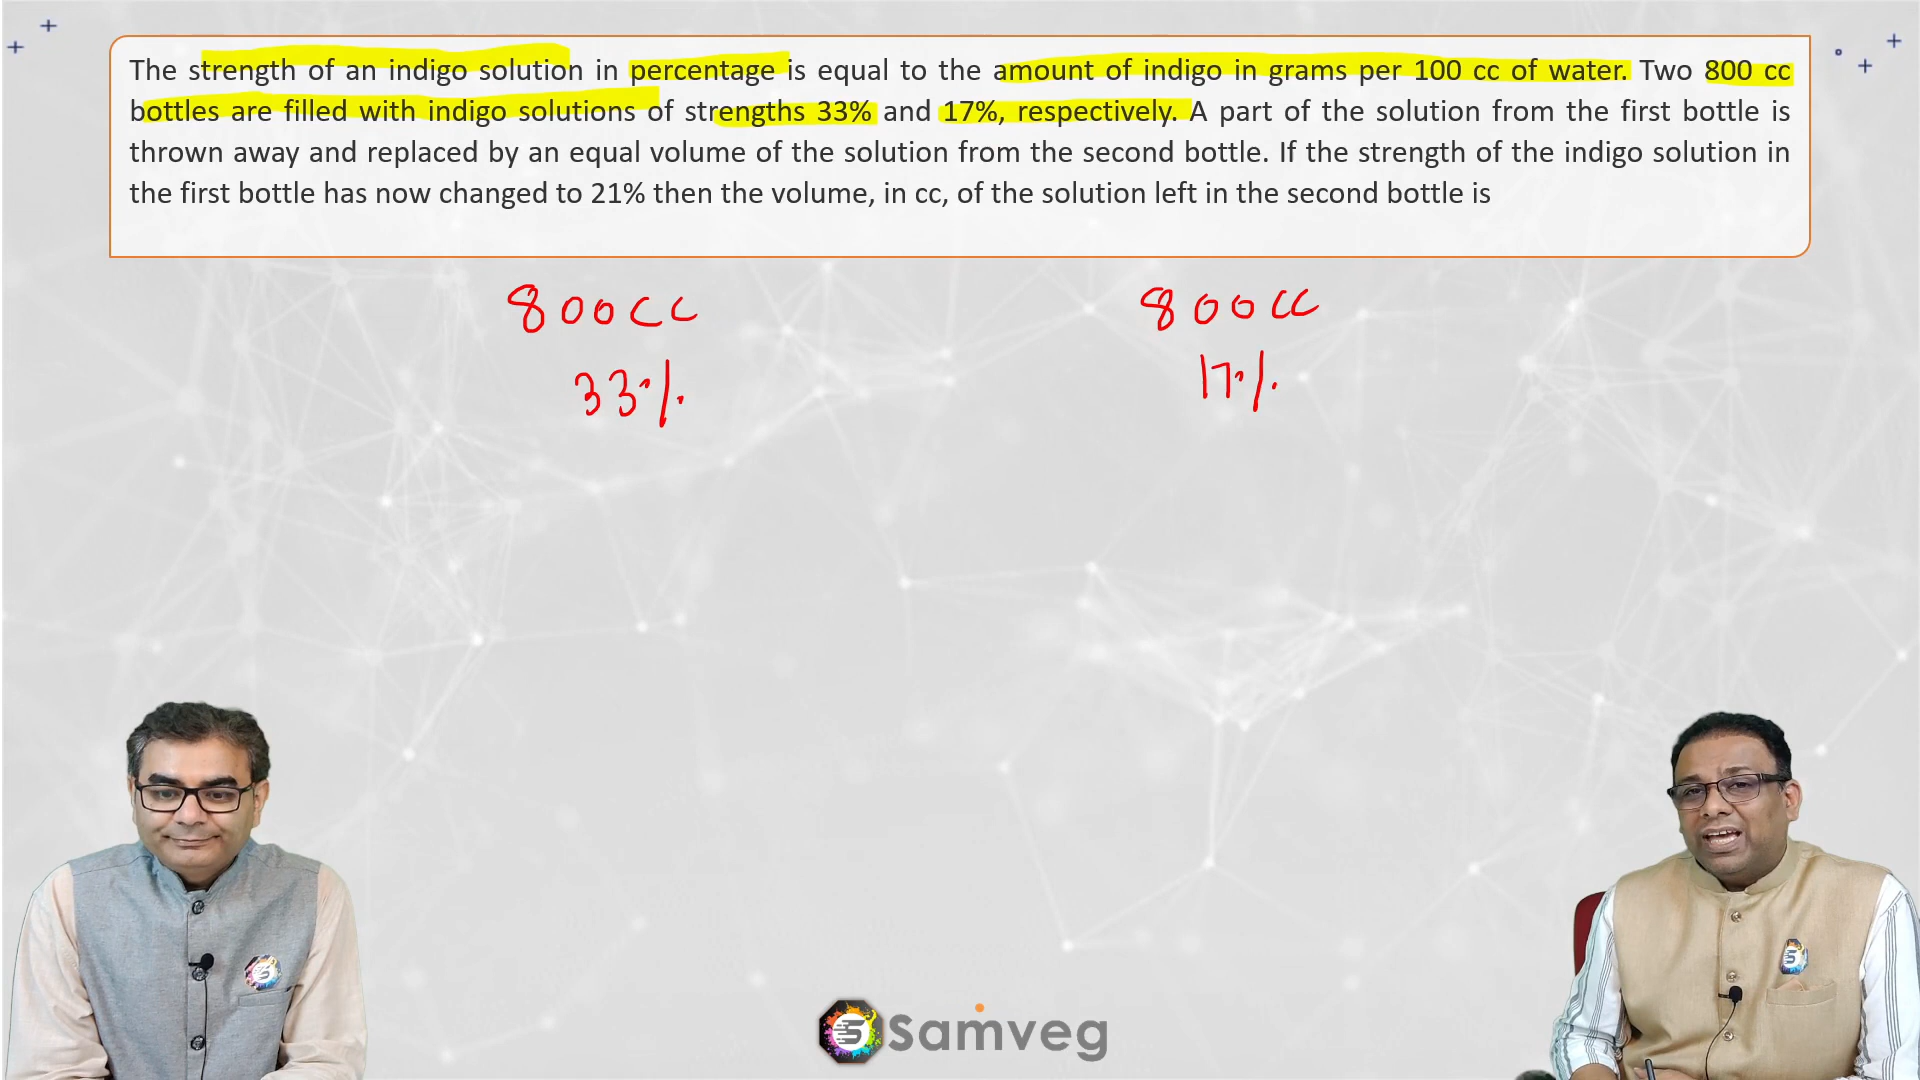 The strength of an indigo solution in percentage is equal to the amount of indigo in grams per 100 cc of water. Two 800 cc
bottles are filled with indigo solutions of strengths 33% and 17%, respectively. A part of the solution from the first bottle is
thrown away and replaced by an equal volume of the solution from the second bottle. If the strength of the indigo solution in
the first bottle has now changed to 21% then the volume, in cc, of the solution left in the second bottle is
800cc
800cc
33%
17%
Samveg